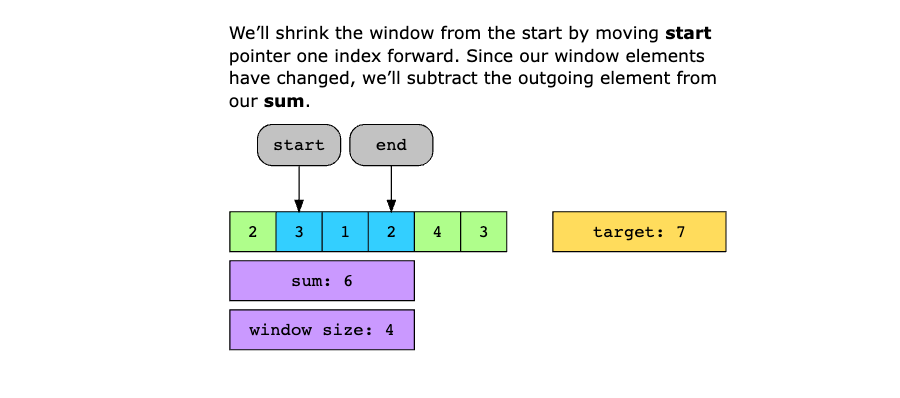 We’ll shrink the window from the start by moving start
pointer one index forward. Since our window elements
have changed, we’ll subtract the outgoing element from
our sum.
start end
2 3 1 2 4 3 target: 7
sum: 6
window size: 4